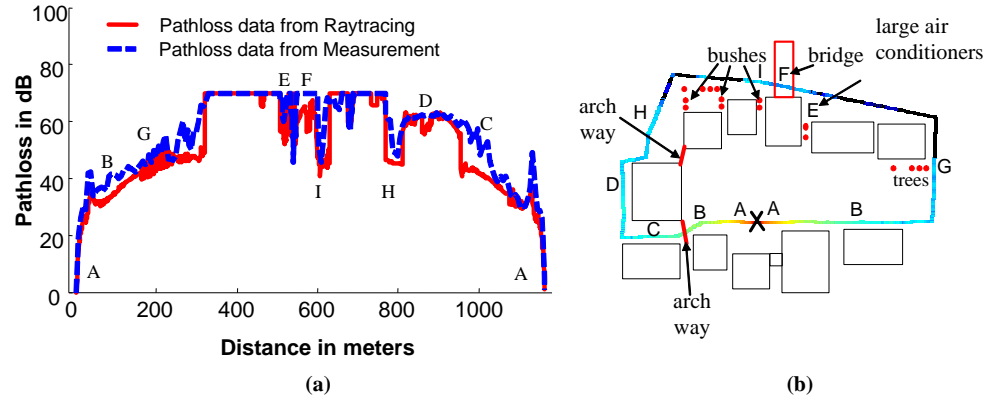 100
80
60
40
20
0
Pathloss in dB
Pathloss data from Raytracing
Pathloss data from Measurement
E F
D
C
G
B
I
H
A
A
0 200 400 600 800 1000
Distance in meters
(a)
large air
conditioners
bushes
bridge
I
F
E
arch
way
H
D
trees
G
B
A
A
B
C
arch
way
(b)